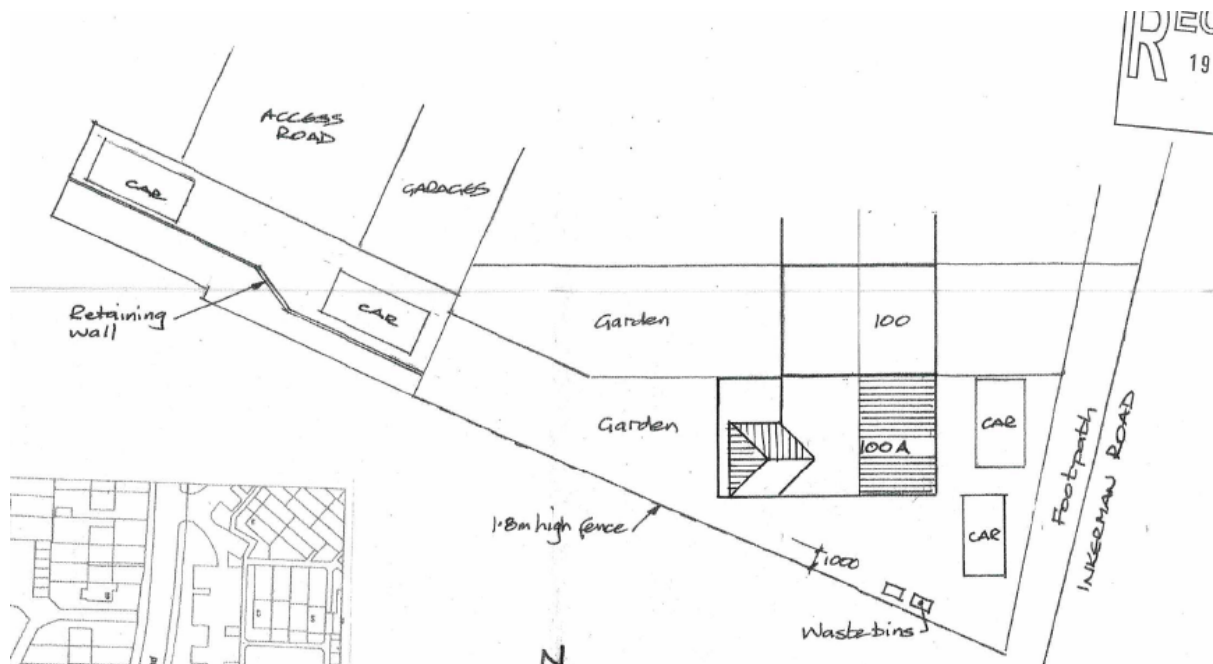 REC
19
ACCESS
ROAD
CAR
GARAGES
Retaining
wall
CAR
Garden
100
Garden
100A
CAR
CAR
Footpath
INKERMAN ROAD
1.8m high fence
1000
Waste bins
N